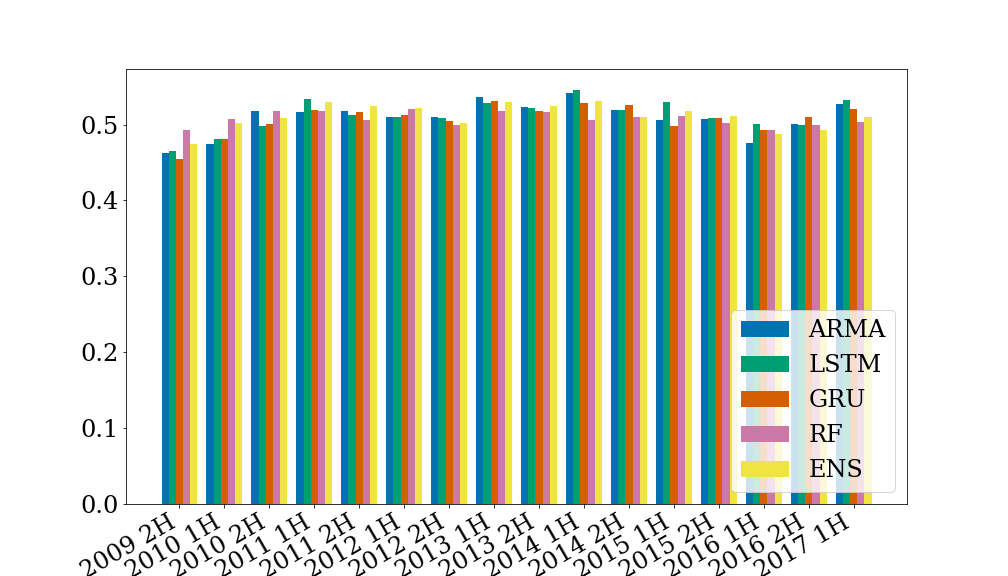 0.5
0.4
0.3
0.2
0.1
0.0
ARMA
LSTM
GRU
RF
ENS
2009 2H
2010 1H
2010 2H
2011 1H
2011 2H
2012 1H
2012 2H
2013 1H
2013 2H
2014 1H
2014 2H
2015 1H
2015 2H
2016 1H
2016 2H
2017 1H